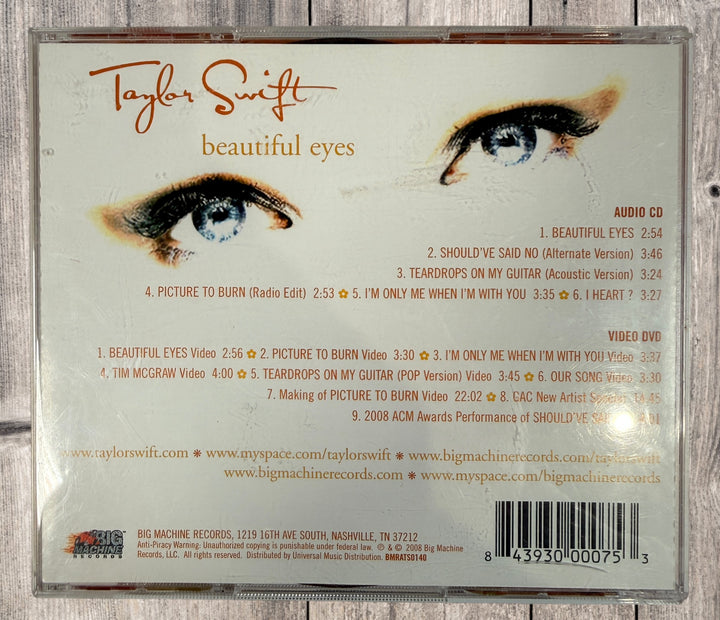 Taylor Swift
beautiful eyes
AUDIO CD
1. BEAUTIFUL EYES 2:54
2. SHOULD'VE SAID NO (Alternate Version) 3:46
3. TEARDROPS ON MY GUITAR (Acoustic Version) 3:24
4. PICTURE TO BURN (Radio Edit) 2:53 ✿ 5. I'M ONLY ME WHEN I'M WITH YOU 3:35 ✿ 6. I HEART ? 3:27
VIDEO DVD
1. BEAUTIFUL EYES Video 2:56 ✿ 2. PICTURE TO BURN Video 3:30 ✿ 3. I'M ONLY ME WHEN I'M WITH YOU Video 3:37
4. TIM MCGRAW Video 4:00 ✿ 5. TEARDROPS ON MY GUITAR (POP Version) Video 3:45 ✿ 6. OUR SONG Video 3:30
7. Making of PICTURE TO BURN Video 22:02 ✿ 8. GAC New Artist Special
9. 2008 ACM Awards Performance of SHOULD'VE
www.taylorswift.com ❋ www.myspace.com/taylorswift ❋ www.bigmachinerecords.com/taylorswift
www.bigmachinerecords.com ❋ www.myspace.com/bigmachinerecords
BIG MACHINE RECORDS
BIG MACHINE RECORDS, 1219 16TH AVE SOUTH, NASHVILLE, TN 37212
Anti-Piracy Warning: Unauthorized copying is punishable under federal law. ℗ & © 2008 Big Machine
Records, LLC. All rights reserved. Distributed by Universal Music Distribution. BMRATS0140
8 43930 00075 3